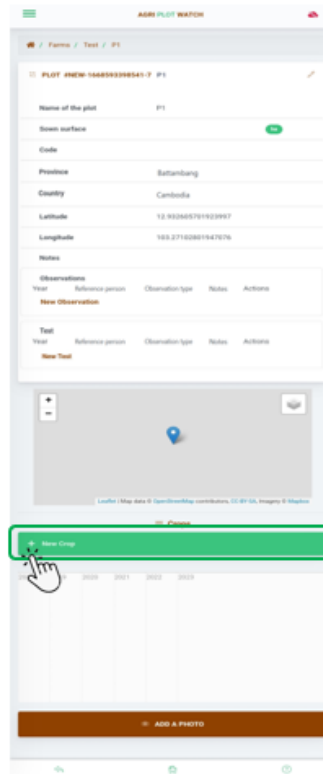 AGRI PLOT WATCH
/ Farms / Test / P1
PLOT #NEW-1668593398541-7 P1
Name of the plot P1
Sown surface
Code
Province Battambang
Country Cambodia
Latitude 12.932605701923997
Longitude 103.27102801947076
Notes
Observations
Year Reference person Observation type Notes Actions
New Observation
Test
Year Reference person Observation type Notes Actions
New Test
+
−
Leaflet | Map data © OpenStreetMap contributors, CC-BY-SA, Imagery © Mapbox
Crops
+ New Crop
2020 2021 2022 2023
ADD A PHOTO